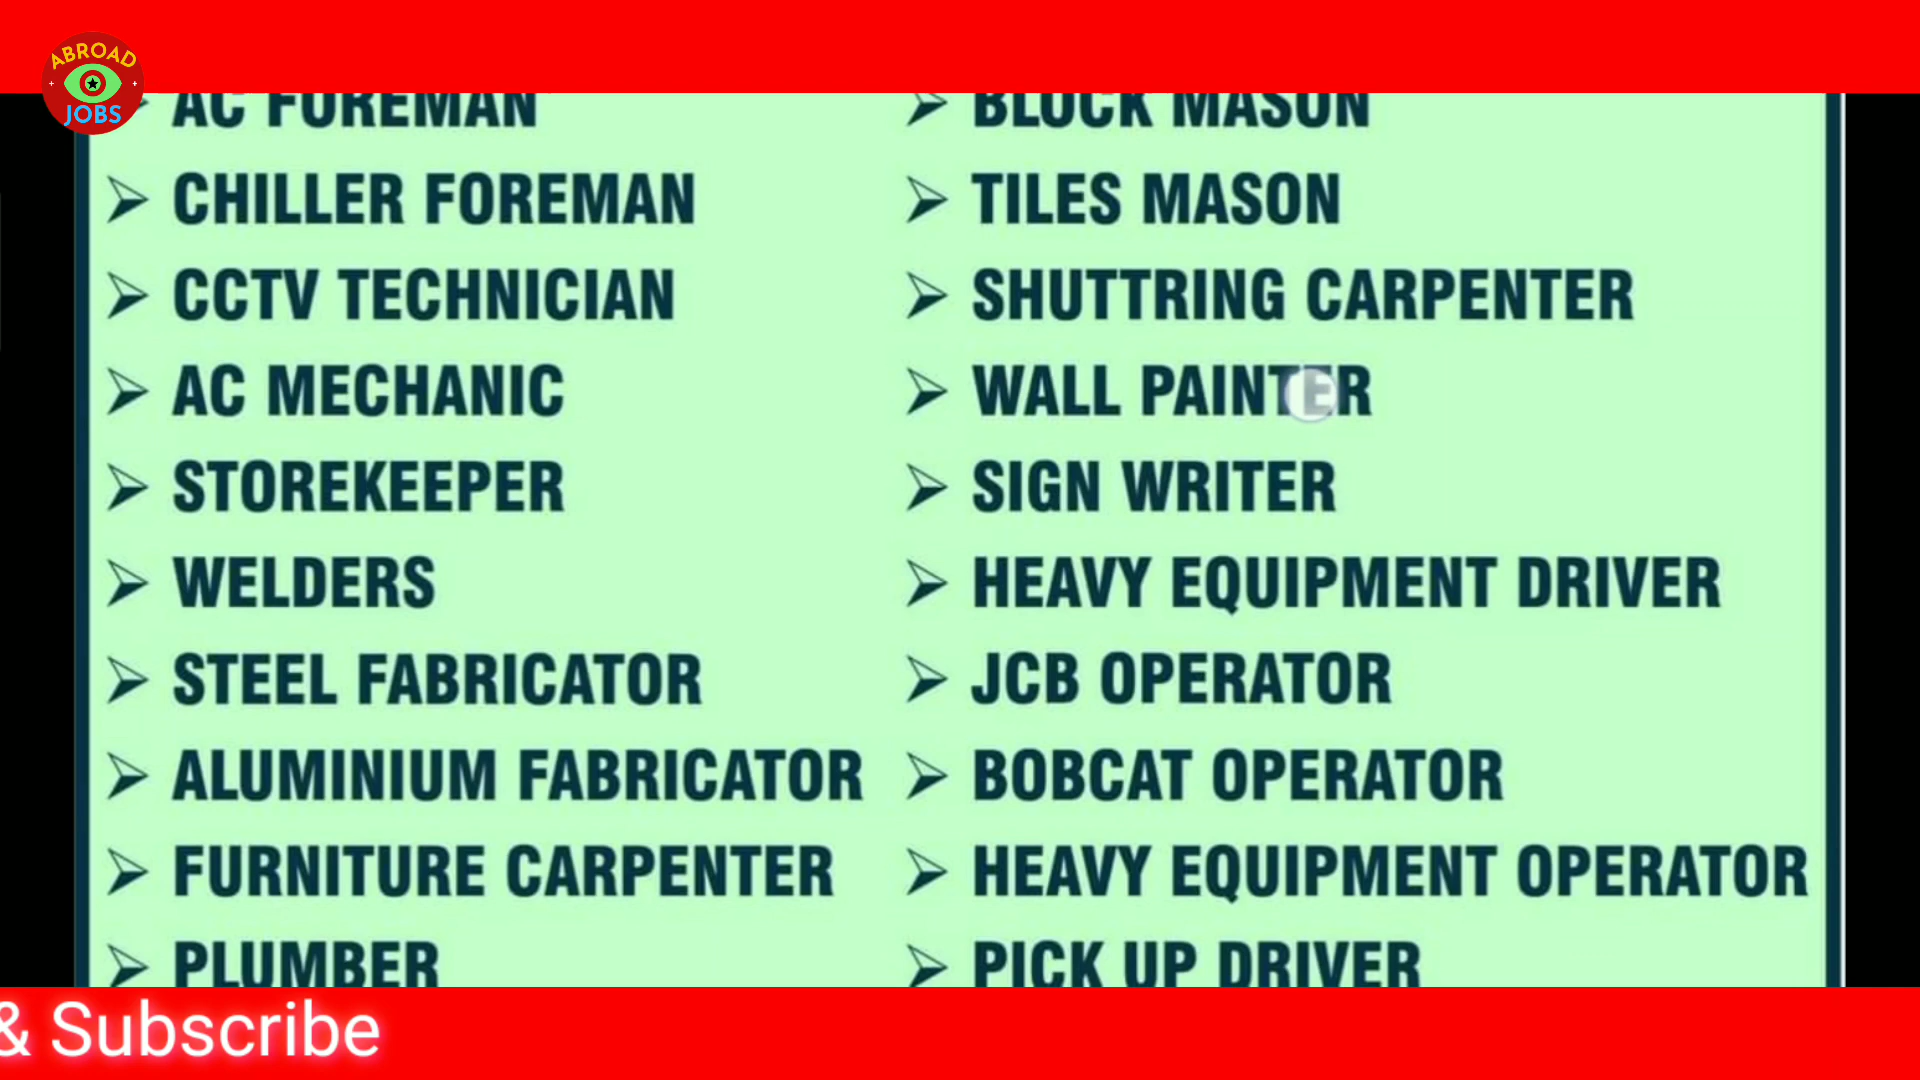 ABROAD
JOBS
AC FOREMAN
CHILLER FOREMAN
CCTV TECHNICIAN
AC MECHANIC
STOREKEEPER
WELDERS
STEEL FABRICATOR
ALUMINIUM FABRICATOR
FURNITURE CARPENTER
PLUMBER
BLOCK MASON
TILES MASON
SHUTTRING CARPENTER
WALL PAINTER
SIGN WRITER
HEAVY EQUIPMENT DRIVER
JCB OPERATOR
BOBCAT OPERATOR
HEAVY EQUIPMENT OPERATOR
PICK UP DRIVER
& Subscribe